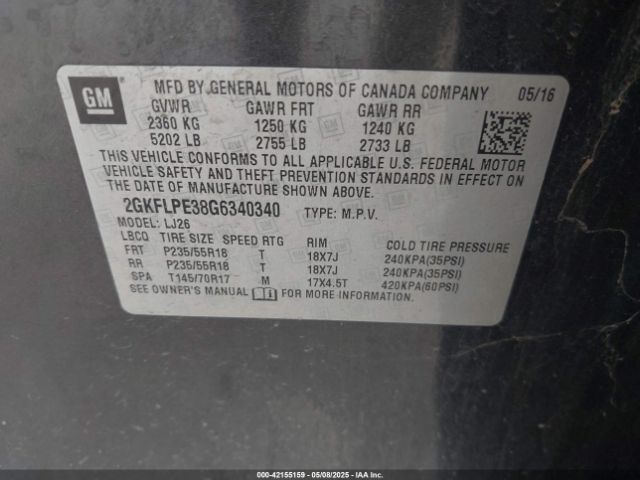 GM
MFD BY GENERAL MOTORS OF CANADA COMPANY 05/16
GVWR GAWR FRT GAWR RR
2360 KG 1250 KG 1240 KG
5202 LB 2755 LB 2733 LB
THIS VEHICLE CONFORMS TO ALL APPLICABLE U.S. FEDERAL MOTOR
VEHICLE SAFETY AND THEFT PREVENTION STANDARDS IN EFFECT ON
THE DATE OF MANUFACTURE SHOWN ABOVE.
2GKFLPE38G6340340 TYPE: M.P.V.
MODEL: LJ26
LBCQ TIRE SIZE SPEED RTG RIM COLD TIRE PRESSURE
FRT P235/55R18 T 18X7J 240KPA(35PSI)
RR P235/55R18 T 18X7J 240KPA(35PSI)
SPA T145/70R17 M 17X4.5T 420KPA(60PSI)
SEE OWNER'S MANUAL FOR MORE INFORMATION.
000-42155159 | 05/08/2025 | IAAI.com